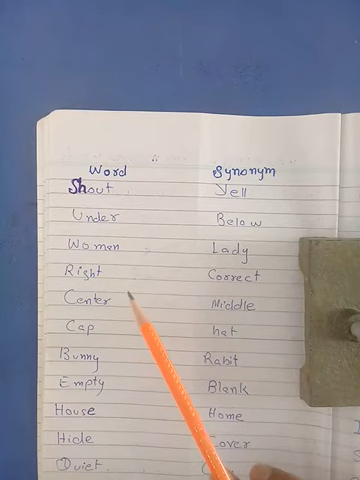 Word Synonym
Shout Yell
Under Below
Women Lady
Right Correct
Center Middle
Cap hat
Bunny Rabit
Empty Blank
House Home
Hide Cover
Quiet